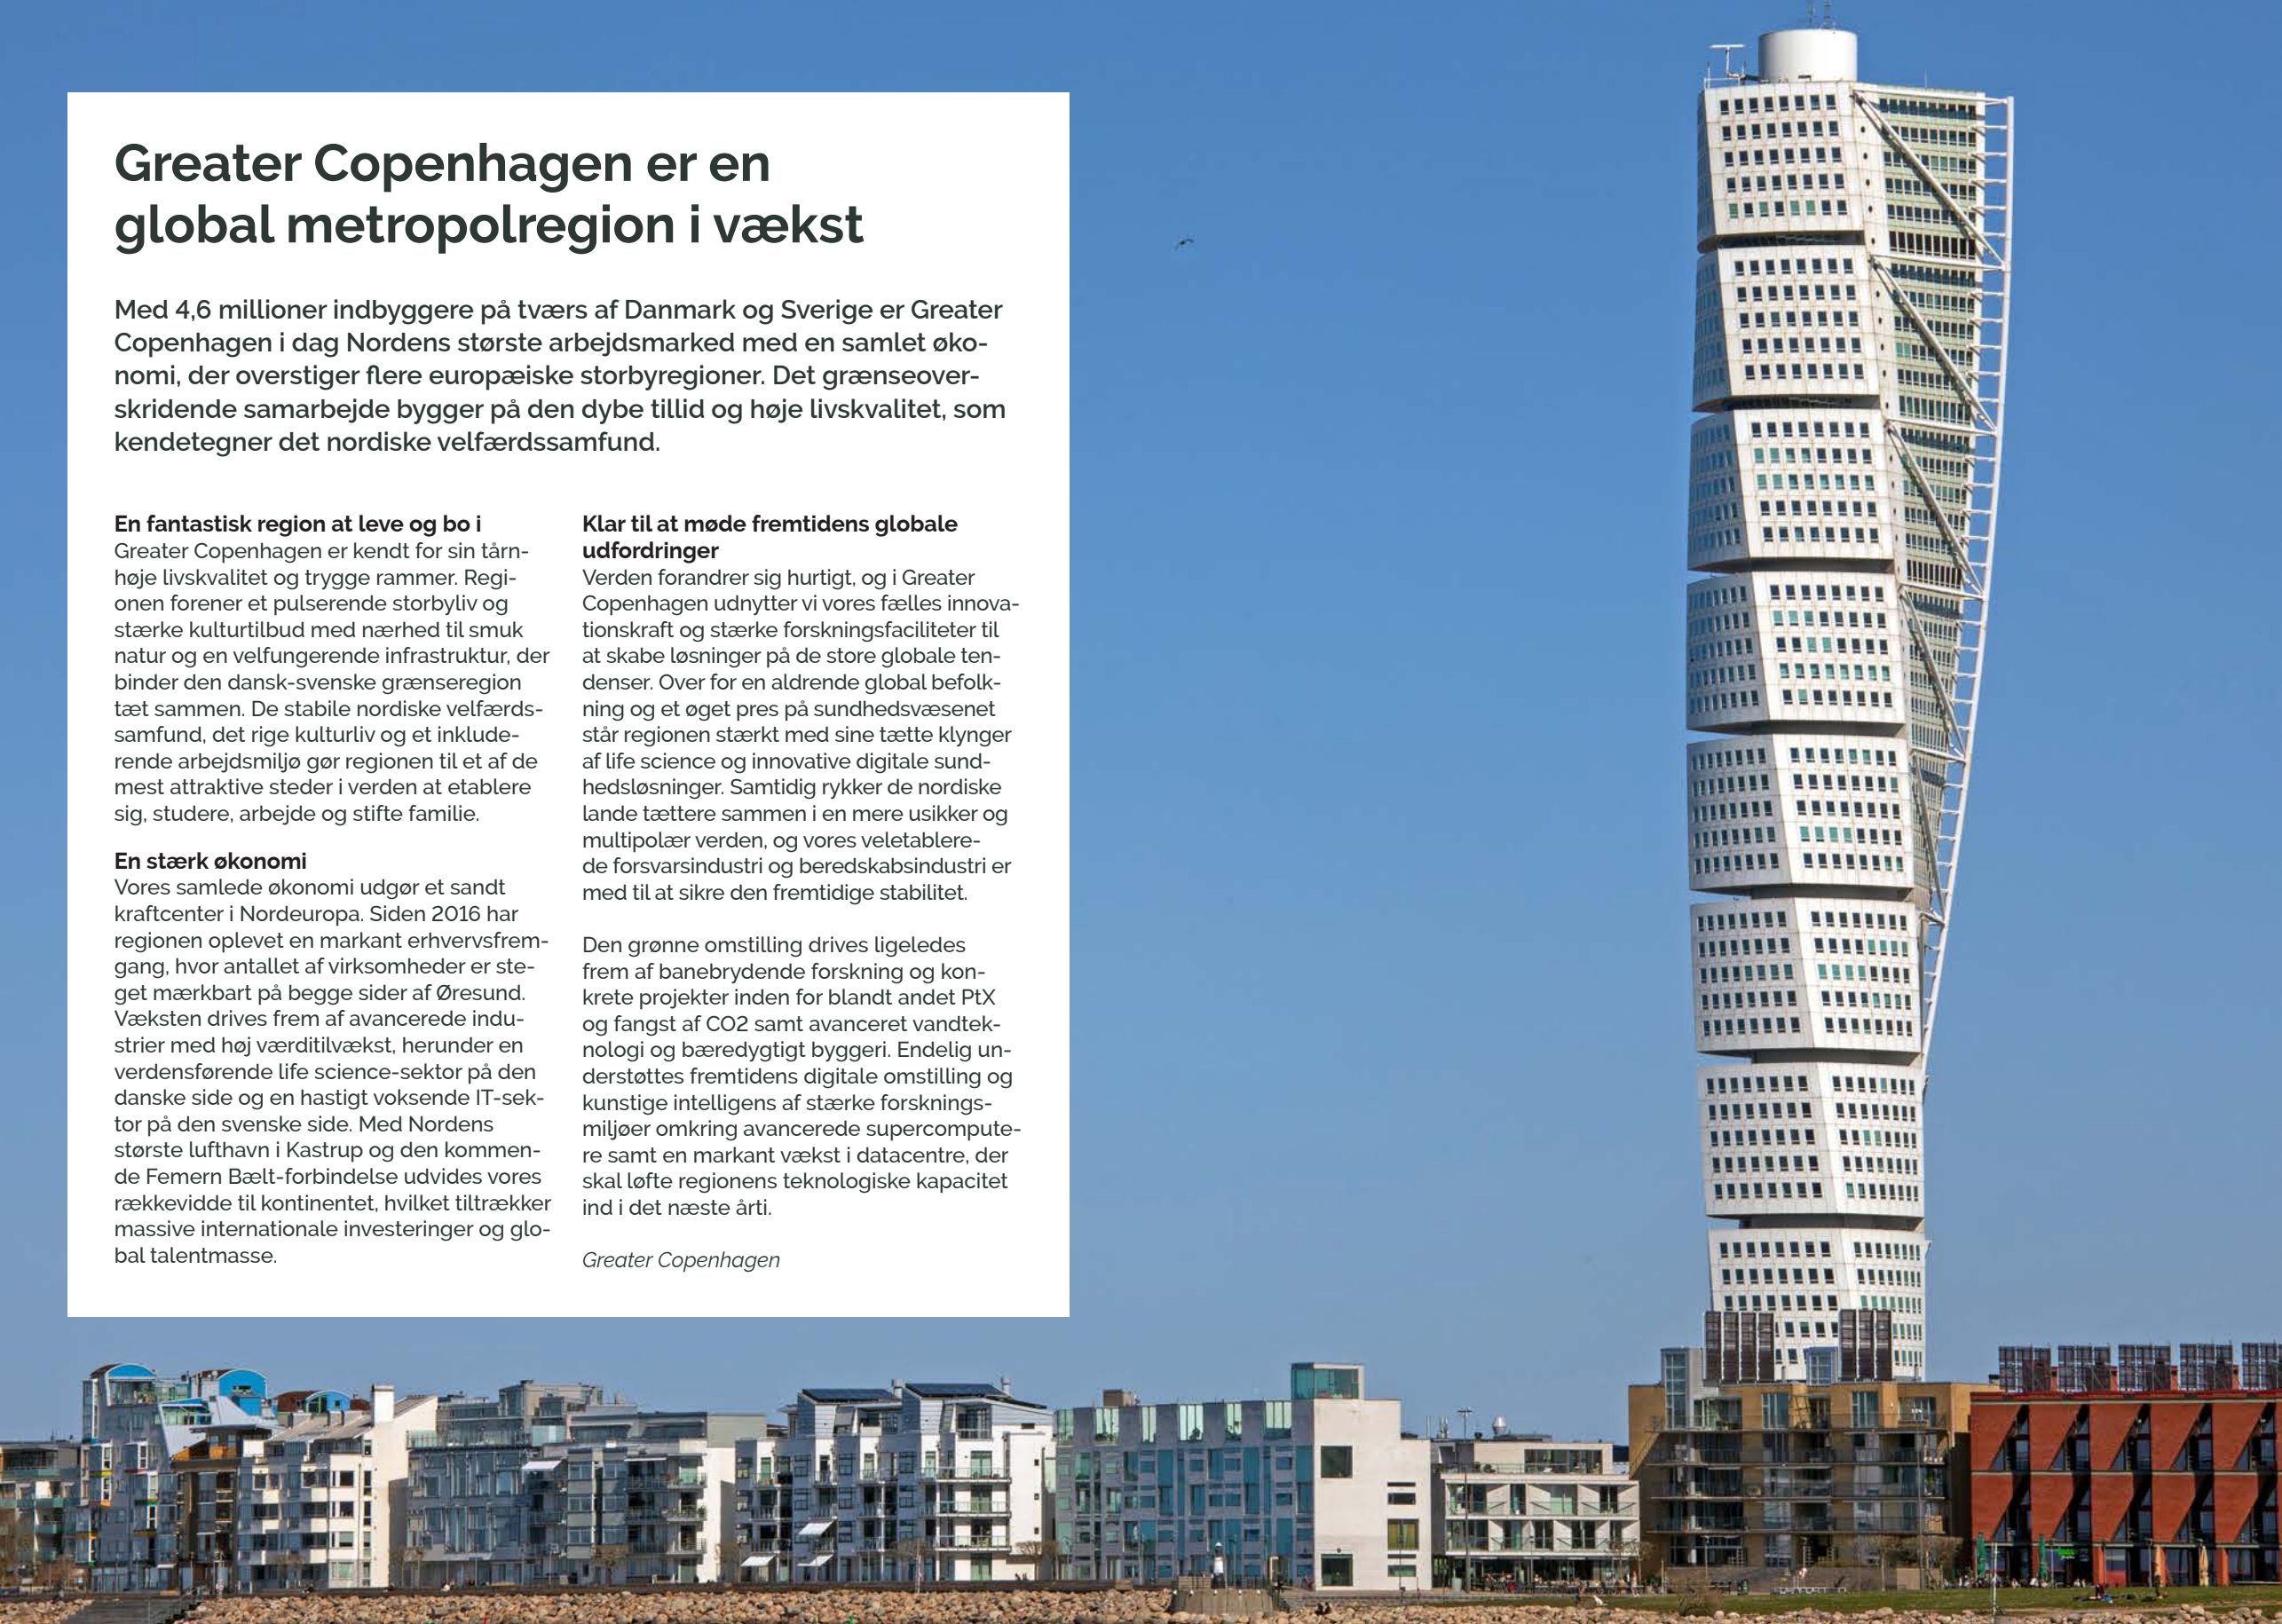 Greater Copenhagen er en
global metropolregion i vækst
Med 4,6 millioner indbyggere på tværs af Danmark og Sverige er Greater
Copenhagen i dag Nordens største arbejdsmarked med en samlet øko-
nomi, der overstiger flere europæiske storbyregioner. Det grænseover-
skridende samarbejde bygger på den dybe tillid og høje livskvalitet, som
kendetegner det nordiske velfærdssamfund.
En fantastisk region at leve og bo i
Greater Copenhagen er kendt for sin tårn-
høje livskvalitet og trygge rammer. Regi-
onen forener et pulserende storbyliv og
stærke kulturtilbud med nærhed til smuk
natur og en velfungerende infrastruktur, der
binder den dansk-svenske grænseregion
tæt sammen. De stabile nordiske velfærds-
samfund, det rige kulturliv og et inklude-
rende arbejdsmiljø gør regionen til et af de
mest attraktive steder i verden at etablere
sig, studere, arbejde og stifte familie.
En stærk økonomi
Vores samlede økonomi udgør et sandt
kraftcenter i Nordeuropa. Siden 2016 har
regionen oplevet en markant erhvervsfrem-
gang, hvor antallet af virksomheder er ste-
get mærkbart på begge sider af Øresund.
Væksten drives frem af avancerede indu-
strier med høj værditilvækst, herunder en
verdensførende life science-sektor på den
danske side og en hastigt voksende IT-sek-
tor på den svenske side. Med Nordens
største lufthavn i Kastrup og den kommen-
de Femern Bælt-forbindelse udvides vores
rækkevidde til kontinentet, hvilket tiltrækker
massive internationale investeringer og glo-
bal talentmasse.
Klar til at møde fremtidens globale
udfordringer
Verden forandrer sig hurtigt, og i Greater
Copenhagen udnytter vi vores fælles innova-
tionskraft og stærke forskningsfaciliteter til
at skabe løsninger på de store globale ten-
denser. Over for en aldrende global befolk-
ning og et øget pres på sundhedsvæsenet
står regionen stærkt med sine tætte klynger
af life science og innovative digitale sund-
hedsløsninger. Samtidig rykker de nordiske
lande tættere sammen i en mere usikker og
multipolær verden, og vores veletablere-
de forsvarsindustri og beredskabsindustri er
med til at sikre den fremtidige stabilitet.
Den grønne omstilling drives ligeledes
frem af banebrydende forskning og kon-
krete projekter inden for blandt andet PtX
og fangst af CO2 samt avanceret vandtek-
nologi og bæredygtigt byggeri. Endelig un-
derstøttes fremtidens digitale omstilling og
kunstige intelligens af stærke forsknings-
miljøer omkring avancerede supercompute-
re samt en markant vækst i datacentre, der
skal løfte regionens teknologiske kapacitet
ind i det næste årti.
Greater Copenhagen